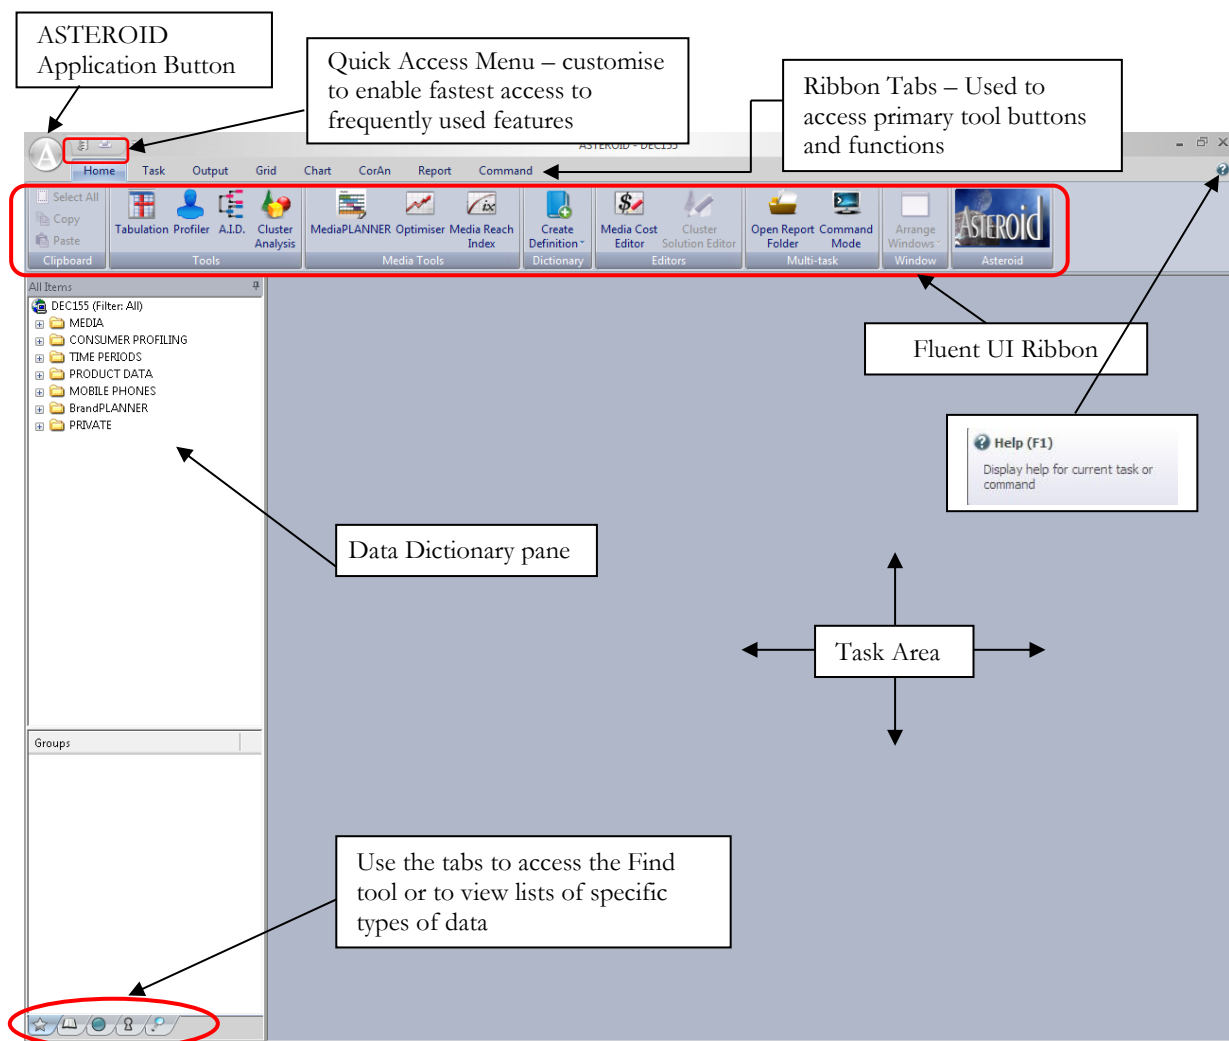 ASTEROID
Application Button
Quick Access Menu – customise
to enable fastest access to
frequently used features
Ribbon Tabs – Used to
access primary tool buttons
and functions
ASTEROID - DEC155
Home Task Output Grid Chart CorAn Report Command
Select All
Copy
Paste
Clipboard
Tabulation Profiler A.I.D. Cluster
Analysis
Tools
MediaPLANNER Optimiser Media Reach
Index
Media Tools
Create
Definition
Dictionary
Media Cost
Editor
Cluster
Solution Editor
Editors
Open Report
Folder
Command
Mode
Multi-task
Arrange
Windows
Window
ASTEROID
Asteroid
All Items
DEC155 (Filter: All)
MEDIA
CONSUMER PROFILING
TIME PERIODS
PRODUCT DATA
MOBILE PHONES
BrandPLANNER
PRIVATE
Fluent UI Ribbon
Help (F1)
Display help for current task or
command
Data Dictionary pane
Task Area
Groups
Use the tabs to access the Find
tool or to view lists of specific
types of data